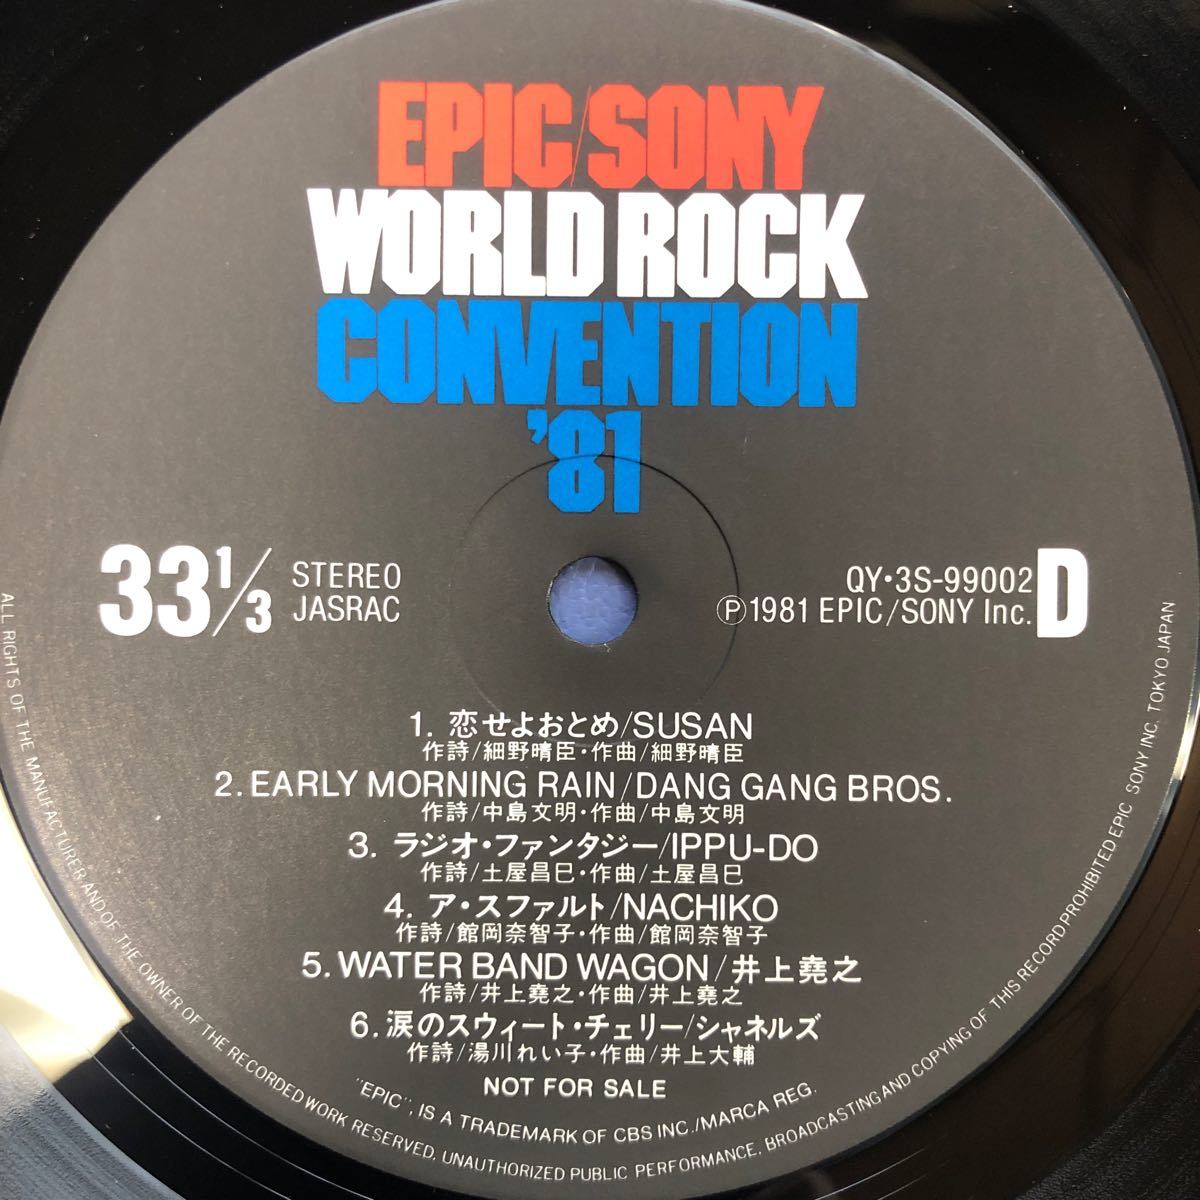 EPIC/SONY
WORLD ROCK
CONVENTION
'81
33 1/3
STEREO
JASRAC
QY・3S-99002
Ⓟ1981 EPIC/SONY Inc.
D
1. 恋せよおとめ/SUSAN
作詩/細野晴臣・作曲/細野晴臣
2. EARLY MORNING RAIN/DANG GANG BROS.
作詩/中島文明・作曲/中島文明
3. ラジオ・ファンタジー/IPPU-DO
作詩/土屋昌巳・作曲/土屋昌巳
4. ア・スファルト/NACHIKO
作詩/館岡奈智子・作曲/館岡奈智子
5. WATER BAND WAGON/井上堯之
作詩/井上堯之・作曲/井上堯之
6. 涙のスウィート・チェリー/シャネルズ
作詩/湯川れい子・作曲/井上大輔
NOT FOR SALE
"EPIC", IS A TRADEMARK OF CBS INC./MARCA REG.
ALL RIGHTS OF THE MANUFACTURER AND OF THE OWNER OF THE RECORDED WORK RESERVED. UNAUTHORIZED PUBLIC PERFORMANCE, BROADCASTING AND COPYING OF THIS RECORD PROHIBITED EPIC SONY INC. TOKYO JAPAN